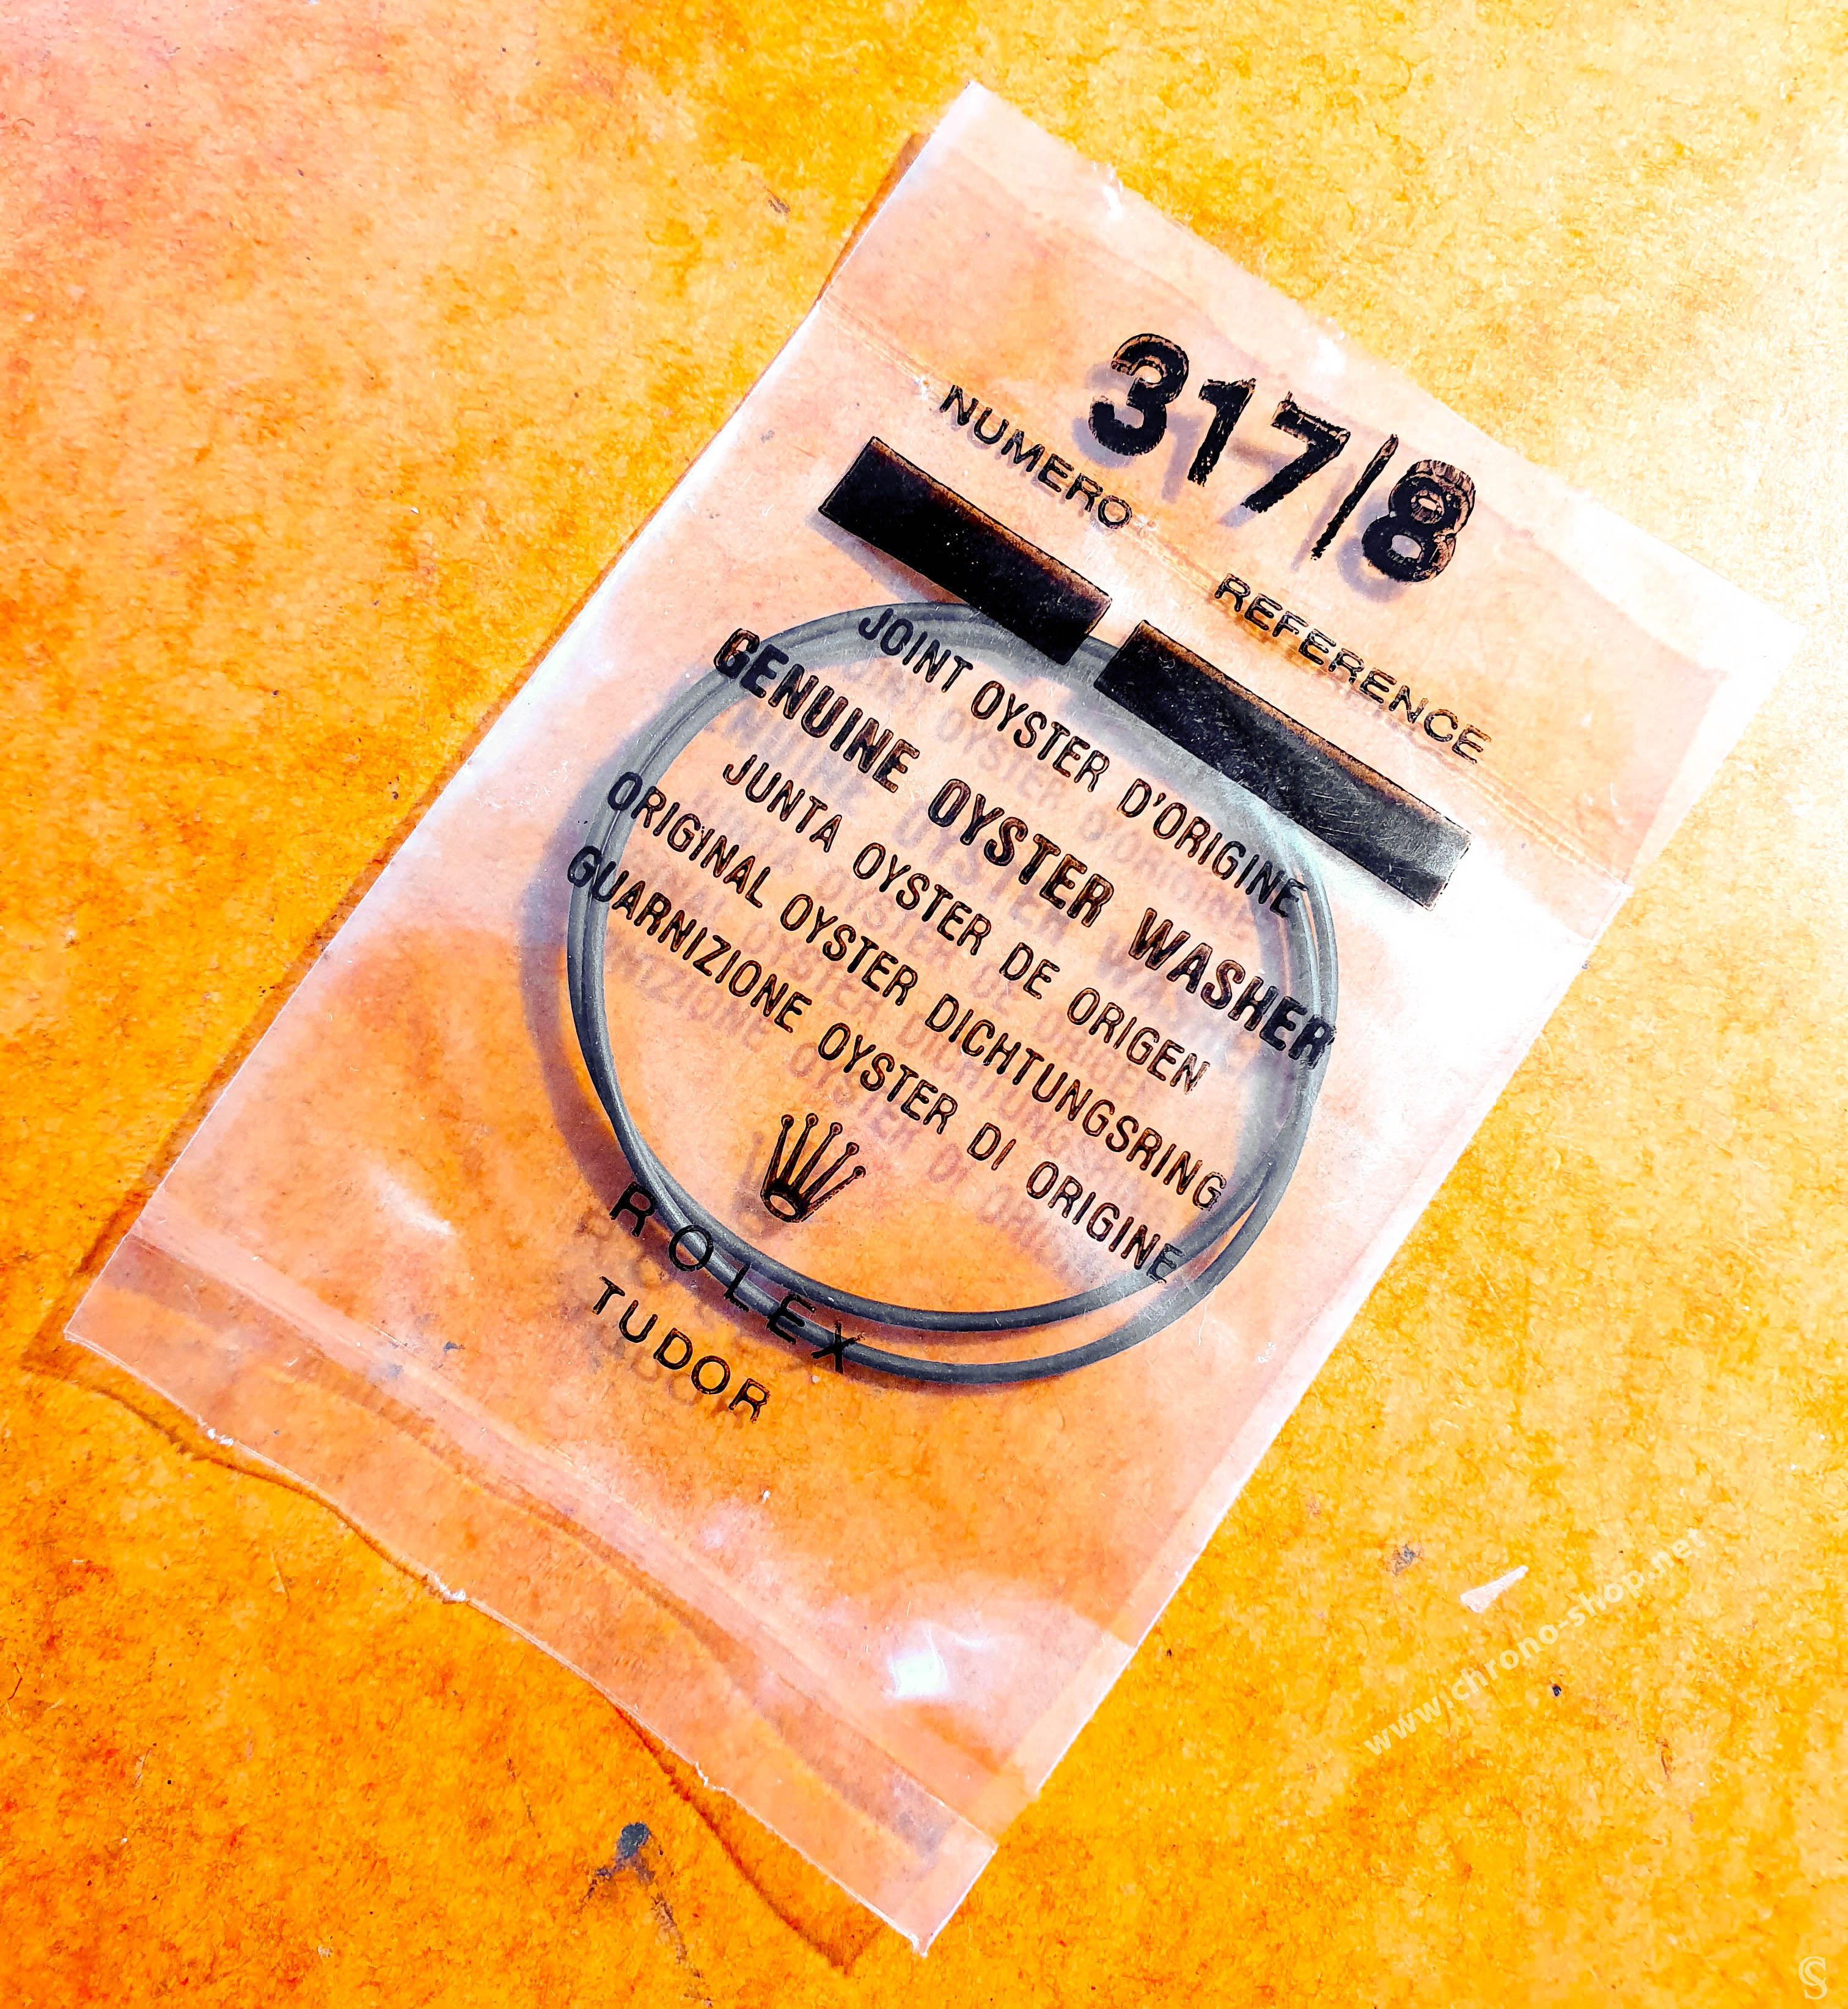 317/8
NUMERO REFERENCE
JOINT OYSTER D'ORIGINE
GENUINE OYSTER WASHER
JUNTA OYSTER DE ORIGEN
ORIGINAL OYSTER DICHTUNGSRING
GUARNIZIONE OYSTER DI ORIGINE
ROLEX
TUDOR
www.chrono-shop.net